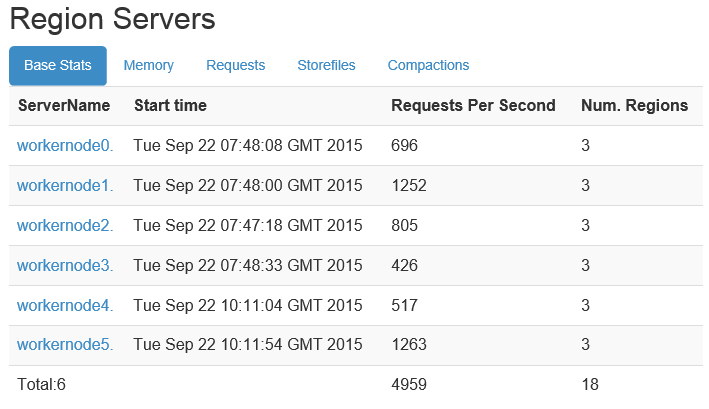 Region Servers
Base Stats Memory Requests Storefiles Compactions
ServerName Start time Requests Per Second Num. Regions
workernode0. Tue Sep 22 07:48:08 GMT 2015 696 3
workernode1. Tue Sep 22 07:48:00 GMT 2015 1252 3
workernode2. Tue Sep 22 07:47:18 GMT 2015 805 3
workernode3. Tue Sep 22 07:48:33 GMT 2015 426 3
workernode4. Tue Sep 22 10:11:04 GMT 2015 517 3
workernode5. Tue Sep 22 10:11:54 GMT 2015 1263 3
Total:6 4959 18